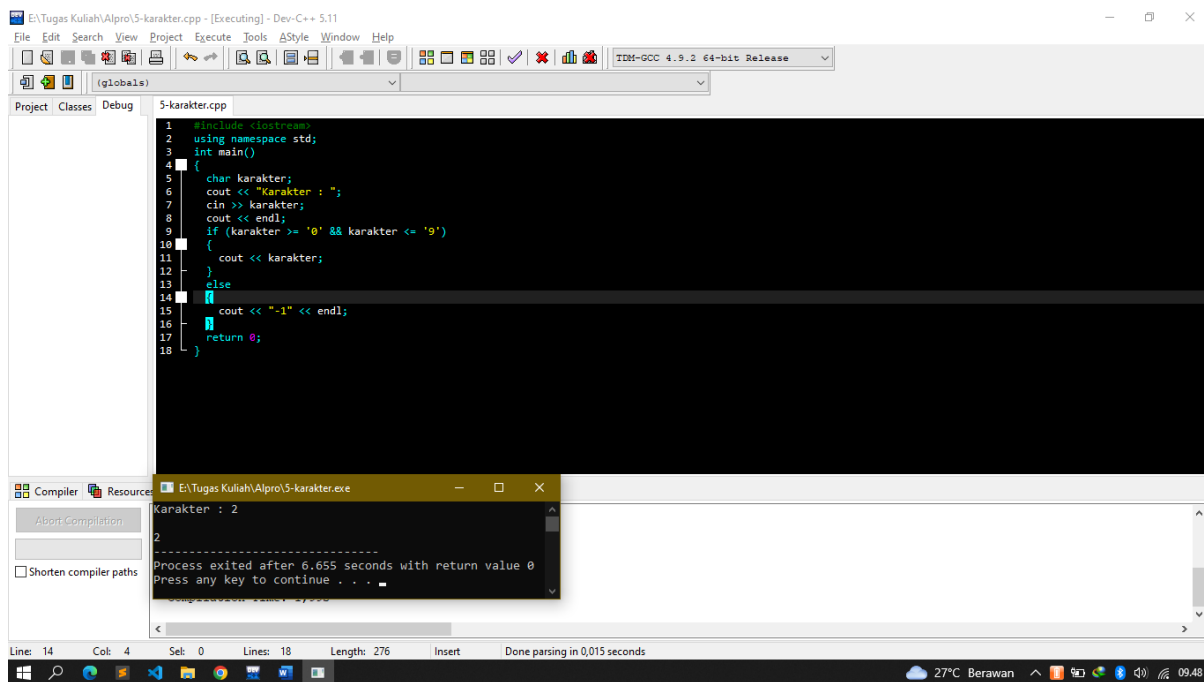 E:\Tugas Kuliah\Alpro\5-karakter.cpp - [Executing] - Dev-C++ 5.11
File Edit Search View Project Execute Tools AStyle Window Help
TDM-GCC 4.9.2 64-bit Release
(globals)
Project Classes Debug 5-karakter.cpp
1 #include <iostream>
2 using namespace std;
3 int main()
4 {
5 char karakter;
6 cout << "Karakter : ";
7 cin >> karakter;
8 cout << endl;
9 if (karakter >= '0' && karakter <= '9')
10 {
11 cout << karakter;
12 }
13 else
14 {
15 cout << "-1" << endl;
16 }
17 return 0;
18 }
Compiler Resources
Abort Compilation
Shorten compiler paths
E:\Tugas Kuliah\Alpro\5-karakter.exe
Karakter : 2
2
--------------------------------
Process exited after 6.655 seconds with return value 0
Press any key to continue . . .
Line: 14 Col: 4 Sel: 0 Lines: 18 Length: 276 Insert Done parsing in 0,015 seconds
27°C Berawan 09.48